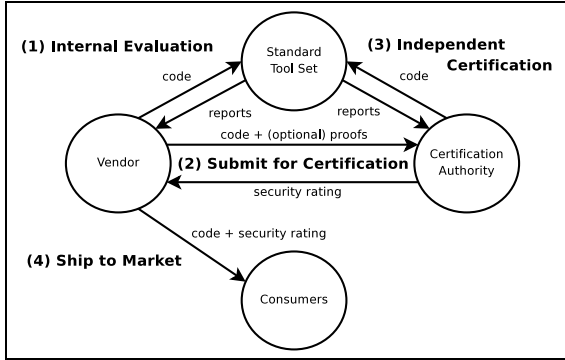 (1) Internal Evaluation
Standard
Tool Set
(3) Independent
Certification
code
code
reports
reports
code + (optional) proofs
Vendor
(2) Submit for Certification
Certification
Authority
security rating
code + security rating
(4) Ship to Market
Consumers